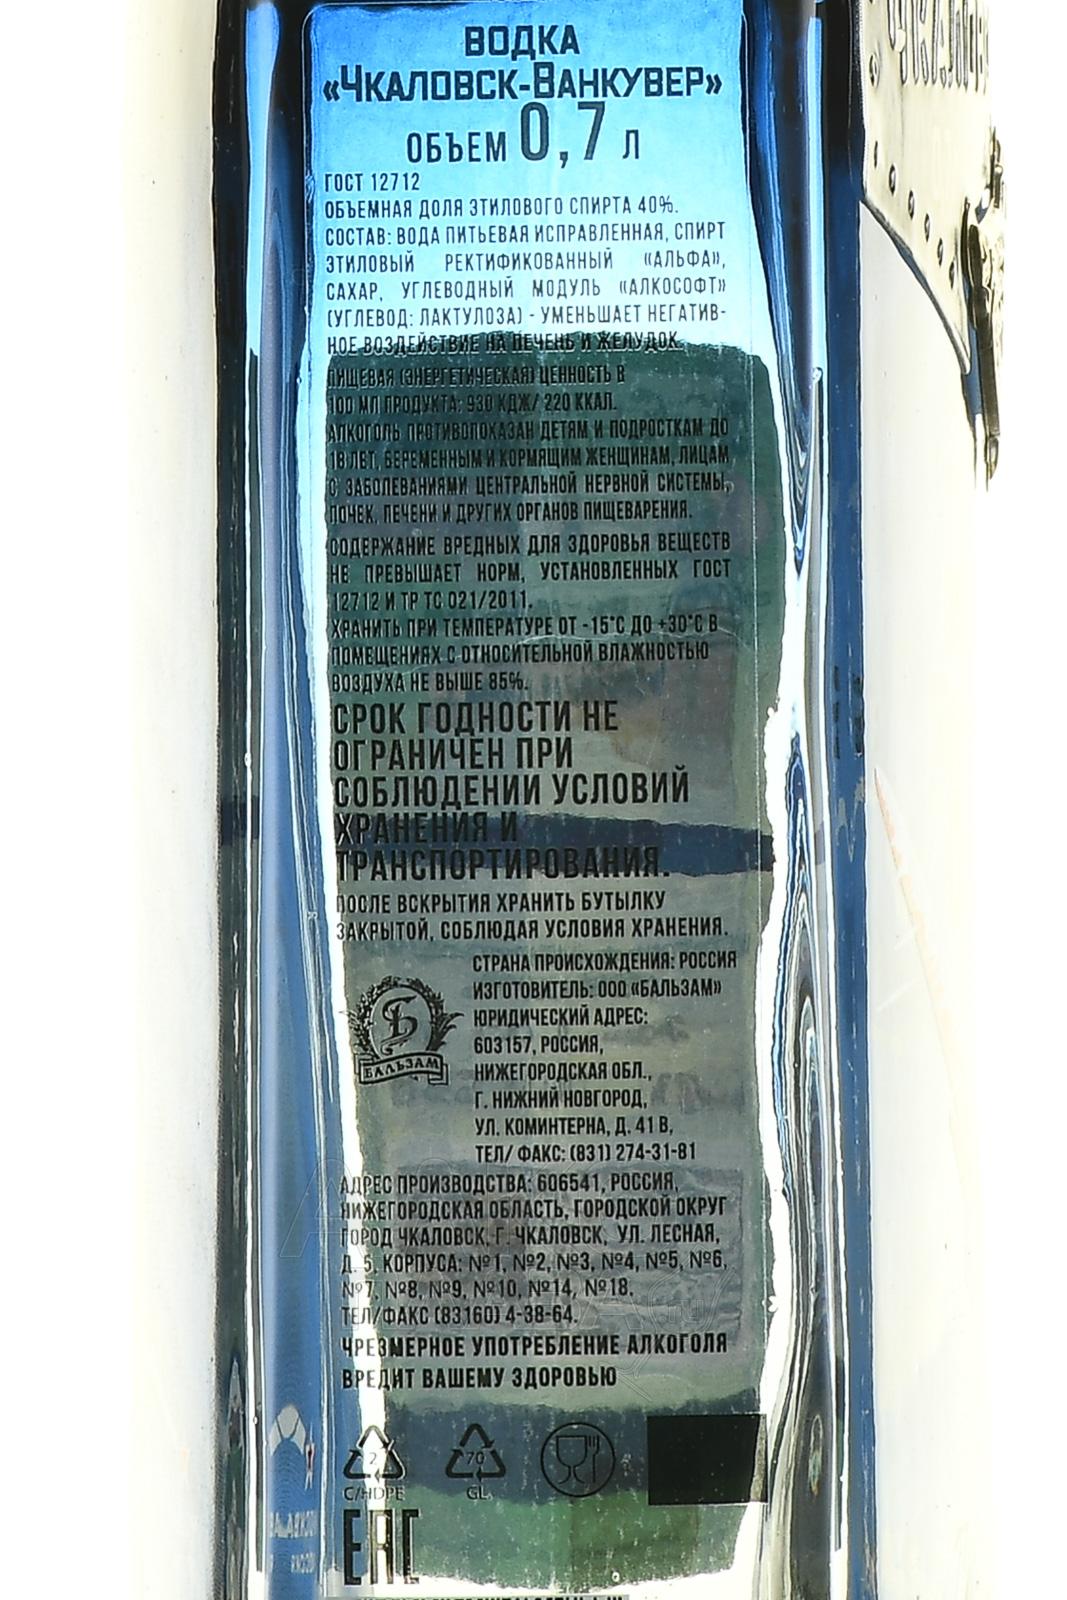 ВОДКА
«ЧКАЛОВСК-ВАНКУВЕР»
ОБЪЕМ 0,7 Л
ГОСТ 12712
ОБЪЕМНАЯ ДОЛЯ ЭТИЛОВОГО СПИРТА 40%.
СОСТАВ: ВОДА ПИТЬЕВАЯ ИСПРАВЛЕННАЯ, СПИРТ
ЭТИЛОВЫЙ РЕКТИФИКОВАННЫЙ «АЛЬФА»,
САХАР, УГЛЕВОДНЫЙ МОДУЛЬ «АЛКОСОФТ»
(УГЛЕВОД: ЛАКТУЛОЗА) - УМЕНЬШАЕТ НЕГАТИВ-
НОЕ ВОЗДЕЙСТВИЕ НА ПЕЧЕНЬ И ЖЕЛУДОК.
ПИЩЕВАЯ (ЭНЕРГЕТИЧЕСКАЯ) ЦЕННОСТЬ В
100 МЛ ПРОДУКТА: 930 КДЖ/ 220 ККАЛ.
АЛКОГОЛЬ ПРОТИВОПОКАЗАН ДЕТЯМ И ПОДРОСТКАМ ДО
18 ЛЕТ, БЕРЕМЕННЫМ И КОРМЯЩИМ ЖЕНЩИНАМ, ЛИЦАМ
С ЗАБОЛЕВАНИЯМИ ЦЕНТРАЛЬНОЙ НЕРВНОЙ СИСТЕМЫ,
ПОЧЕК, ПЕЧЕНИ И ДРУГИХ ОРГАНОВ ПИЩЕВАРЕНИЯ.
СОДЕРЖАНИЕ ВРЕДНЫХ ДЛЯ ЗДОРОВЬЯ ВЕЩЕСТВ
НЕ ПРЕВЫШАЕТ НОРМ, УСТАНОВЛЕННЫХ ГОСТ
12712 И ТР ТС 021/2011.
ХРАНИТЬ ПРИ ТЕМПЕРАТУРЕ ОТ -15°С ДО +30°С В
ПОМЕЩЕНИЯХ С ОТНОСИТЕЛЬНОЙ ВЛАЖНОСТЬЮ
ВОЗДУХА НЕ ВЫШЕ 85%.
СРОК ГОДНОСТИ НЕ
ОГРАНИЧЕН ПРИ
СОБЛЮДЕНИИ УСЛОВИЙ
ХРАНЕНИЯ И
ТРАНСПОРТИРОВАНИЯ.
ПОСЛЕ ВСКРЫТИЯ ХРАНИТЬ БУТЫЛКУ
ЗАКРЫТОЙ, СОБЛЮДАЯ УСЛОВИЯ ХРАНЕНИЯ.
СТРАНА ПРОИСХОЖДЕНИЯ: РОССИЯ
ИЗГОТОВИТЕЛЬ: ООО «БАЛЬЗАМ»
ЮРИДИЧЕСКИЙ АДРЕС:
603157, РОССИЯ,
НИЖЕГОРОДСКАЯ ОБЛ.,
Г. НИЖНИЙ НОВГОРОД,
УЛ. КОМИНТЕРНА, Д. 41 В,
ТЕЛ/ ФАКС: (831) 274-31-81
Б
БАЛЬЗАМ
АДРЕС ПРОИЗВОДСТВА: 606541, РОССИЯ,
НИЖЕГОРОДСКАЯ ОБЛАСТЬ, ГОРОДСКОЙ ОКРУГ
ГОРОД ЧКАЛОВСК, Г. ЧКАЛОВСК, УЛ. ЛЕСНАЯ,
Д. 5, КОРПУСА: №1, №2, №3, №4, №5, №6,
№7, №8, №9, №10, №14, №18.
ТЕЛ/ФАКС (83160) 4-38-64.
ЧРЕЗМЕРНОЕ УПОТРЕБЛЕНИЕ АЛКОГОЛЯ
ВРЕДИТ ВАШЕМУ ЗДОРОВЬЮ
2 70
C/HDPE GL
EAC